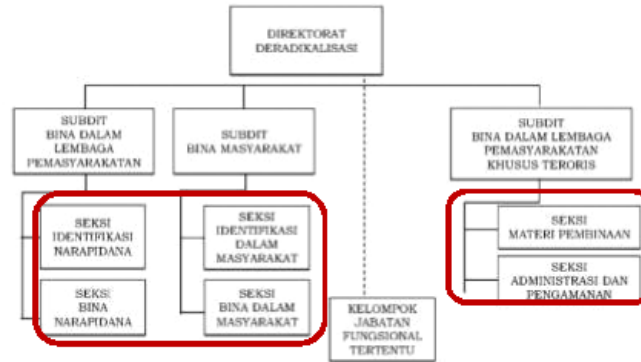 DIREKTORAT
DERADIKALISASI
SUBDIT
BINA DALAM
LEMBAGA
PEMASYARAKATAN
SUBDIT
BINA MASYARAKAT
SUBDIT
BINA DALAM LEMBAGA
PEMASYARAKATAN
KHUSUS TERORIS
SEKSI
IDENTIFIKASI
NARAPIDANA
SEKSI
IDENTIFIKASI
DALAM
MASYARAKAT
SEKSI
MATERI PEMBINAAN
SEKSI
BINA
NARAPIDANA
SEKSI
BINA DALAM
MASYARAKAT
SEKSI
ADMINISTRASI DAN
PENGAMANAN
KELOMPOK
JABATAN
FUNGSIONAL
TERTENTU